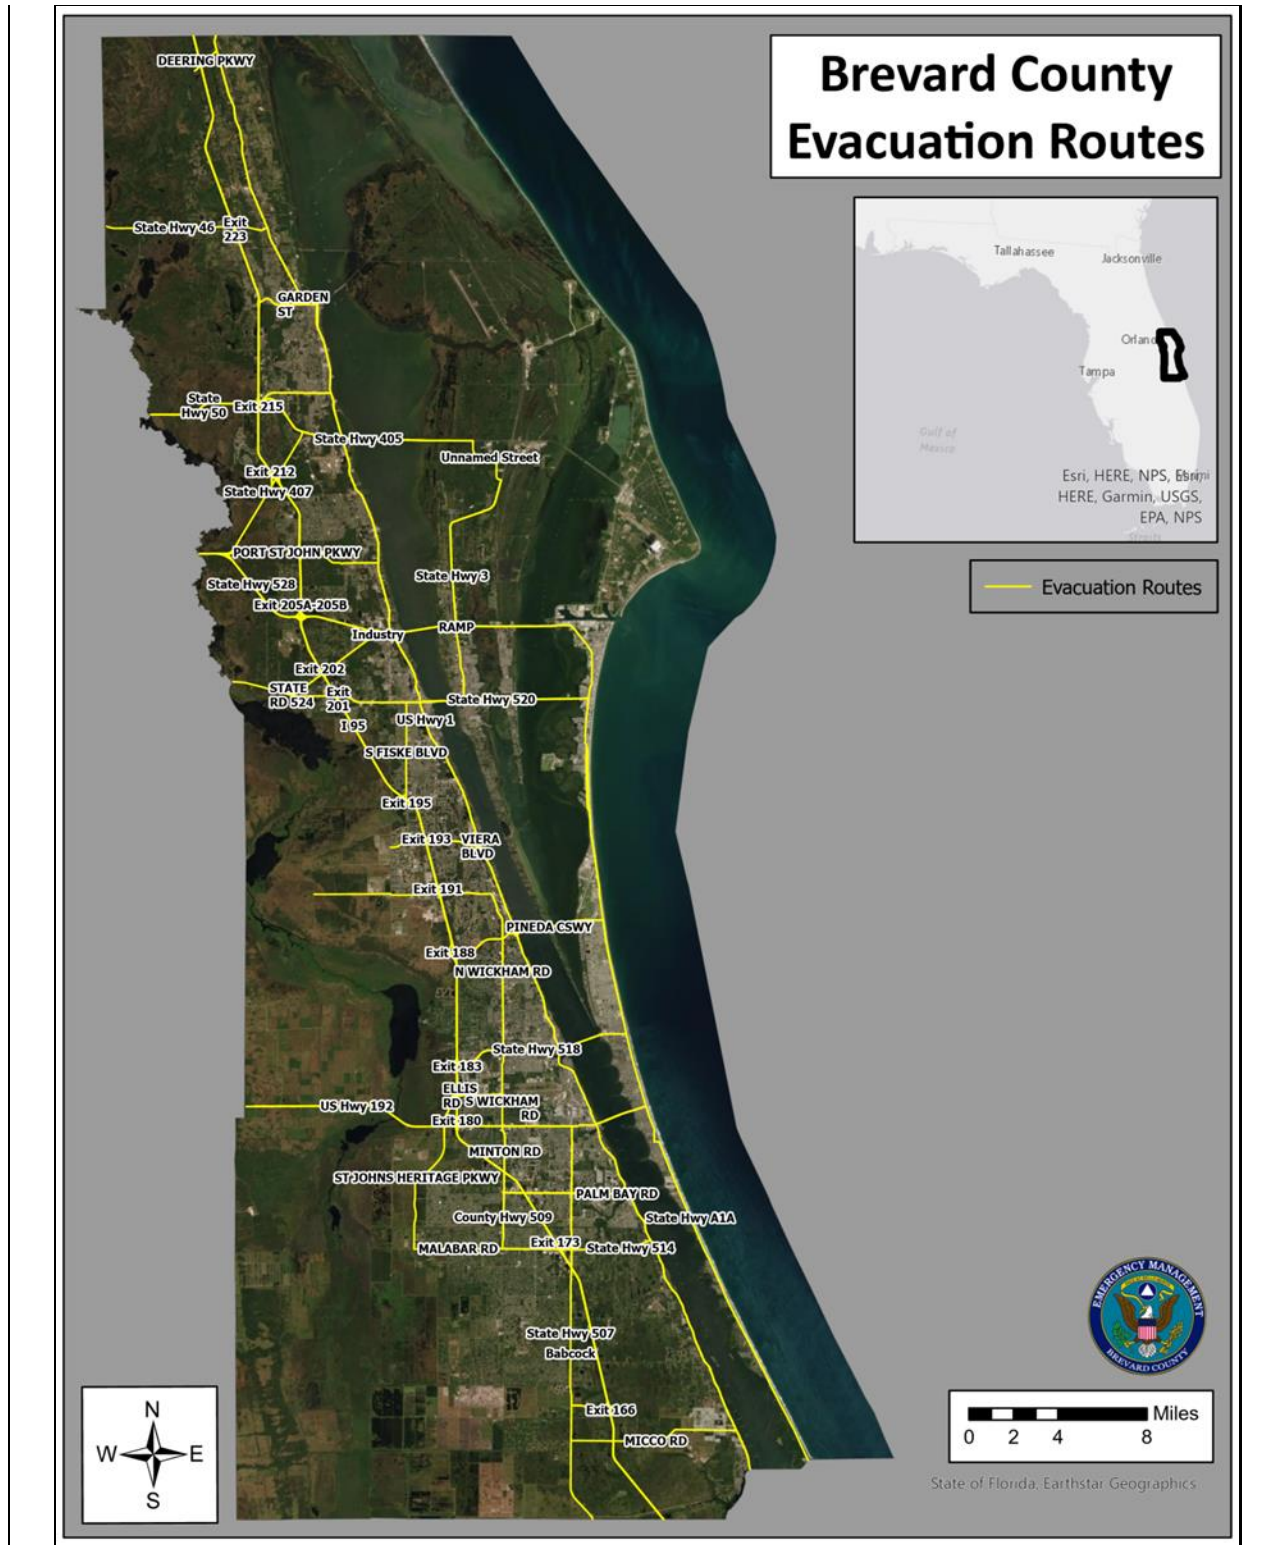 Brevard County
Evacuation Routes
DEERING PKWY
State Hwy 46
Exit
223
GARDEN
ST
State
Hwy 50
Exit 215
State Hwy 405
Unnamed Street
Exit 212
State Hwy 407
PORT ST JOHN PKWY
State Hwy 528
State Hwy 3
Exit 205A-205B
Industry
RAMP
Exit 202
STATE
RD 524
Exit
201
State Hwy 520
I 95
US Hwy 1
S FISKE BLVD
Exit 195
Exit 193
VIERA
BLVD
Exit 191
PINEDA CSWY
Exit 188
N WICKHAM RD
State Hwy 518
Exit 183
ELLIS
RD
S WICKHAM
RD
US Hwy 192
Exit 180
MINTON RD
ST JOHNS HERITAGE PKWY
PALM BAY RD
County Hwy 509
State Hwy A1A
Exit 173
MALABAR RD
State Hwy 514
State Hwy 507
Babcock
Exit 166
MICCO RD
Tallahassee
Jacksonville
Orland
Tampa
Gulf of
Mexico
Esri, HERE, NPS, Esri,
HERE, Garmin, USGS,
EPA, NPS
Straits
Evacuation Routes
EMERGENCY MANAGEMENT
BREVARD COUNTY
N
W
E
S
Miles
0 2 4 8
State of Florida, Earthstar Geographics